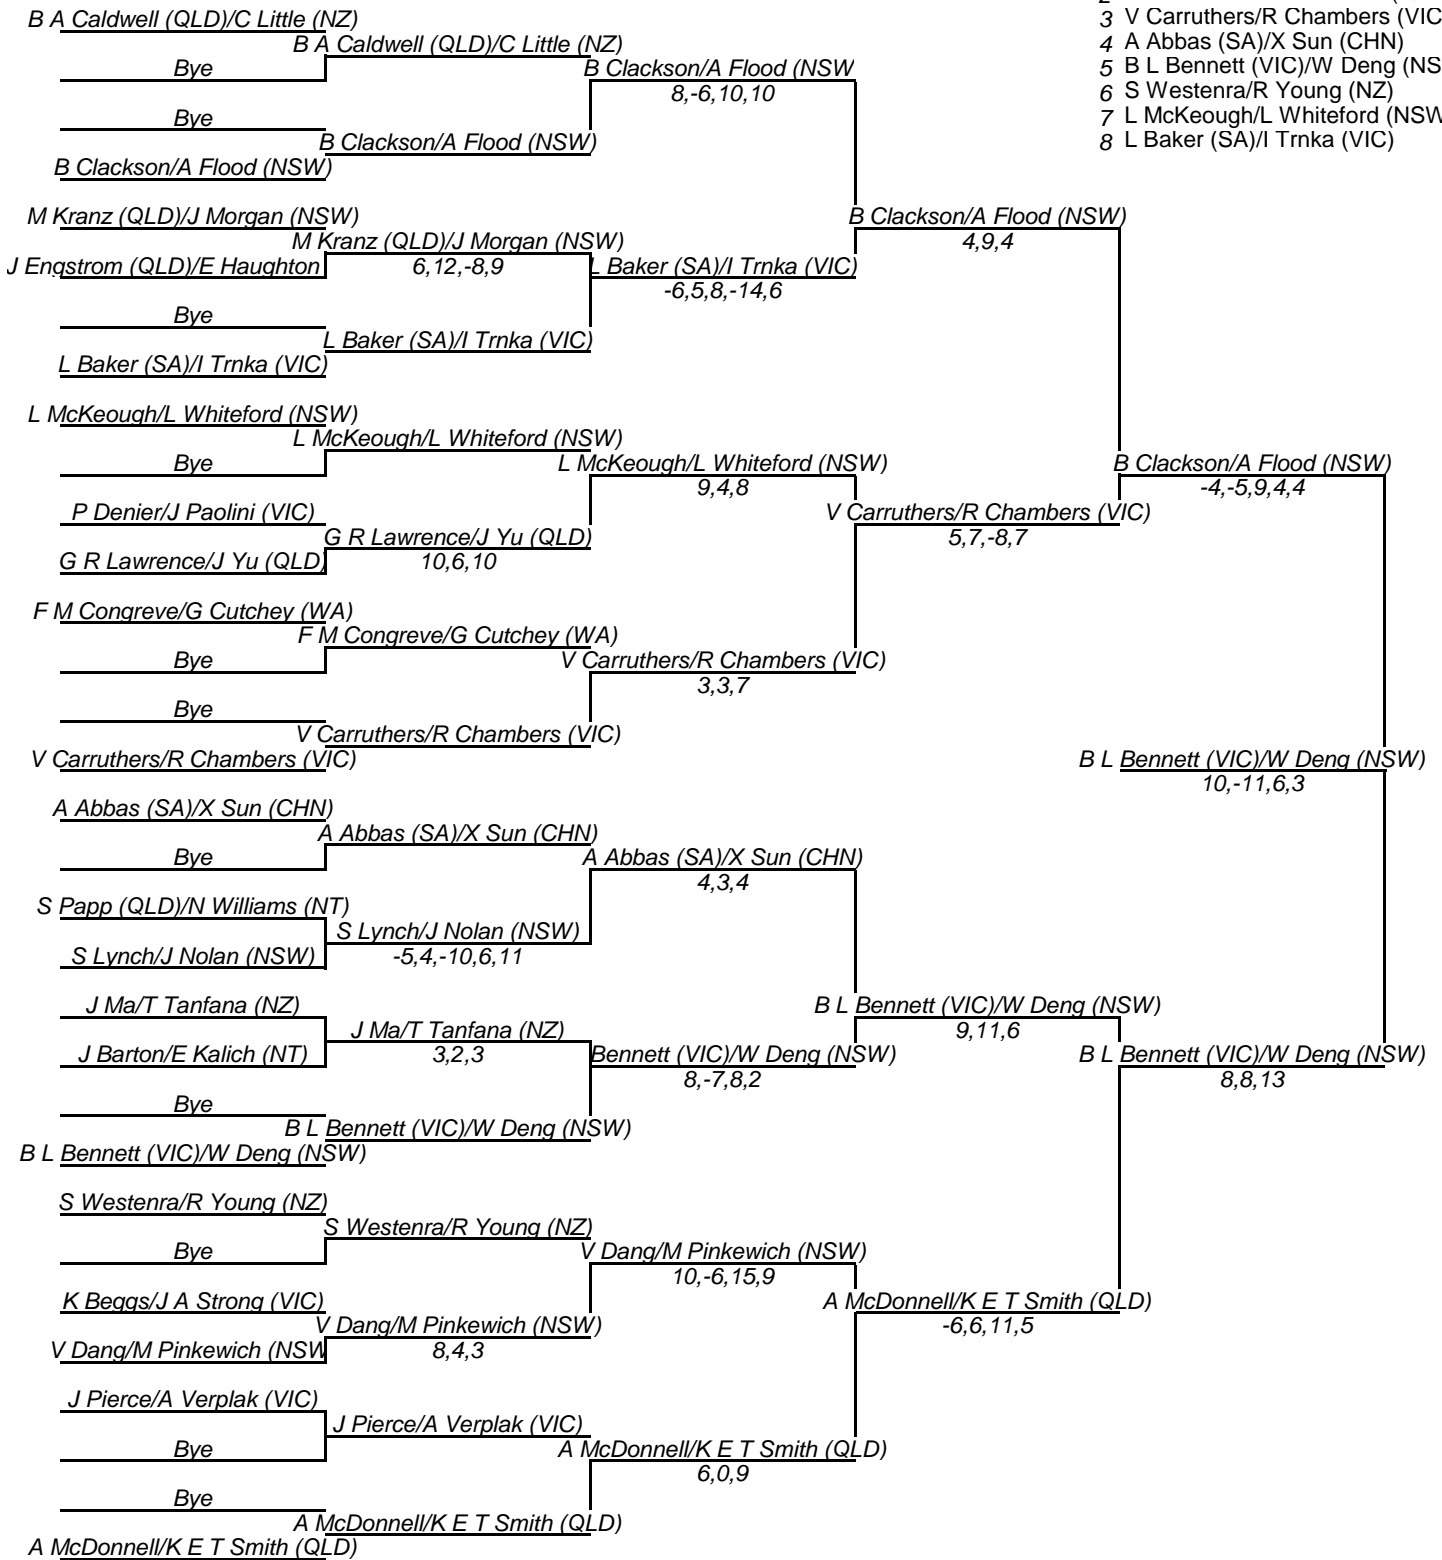 B A Caldwell (QLD)/C Little (NZ)
B A Caldwell (QLD)/C Little (NZ)
Bye
B Clackson/A Flood (NSW
8,-6,10,10
Bye
B Clackson/A Flood (NSW)
B Clackson/A Flood (NSW)
M Kranz (QLD)/J Morgan (NSW)
B Clackson/A Flood (NSW)
4,9,4
M Kranz (QLD)/J Morgan (NSW)
6,12,-8,9
J Engstrom (QLD)/E Haughton
L Baker (SA)/I Trnka (VIC)
-6,5,8,-14,6
Bye
L Baker (SA)/I Trnka (VIC)
L Baker (SA)/I Trnka (VIC)
L McKeough/L Whiteford (NSW)
L McKeough/L Whiteford (NSW)
Bye
L McKeough/L Whiteford (NSW)
9,4,8
B Clackson/A Flood (NSW)
-4,-5,9,4,4
P Denier/J Paolini (VIC)
V Carruthers/R Chambers (VIC)
5,7,-8,7
G R Lawrence/J Yu (QLD)
10,6,10
G R Lawrence/J Yu (QLD)
F M Congreve/G Cutchey (WA)
F M Congreve/G Cutchey (WA)
Bye
V Carruthers/R Chambers (VIC)
3,3,7
Bye
V Carruthers/R Chambers (VIC)
V Carruthers/R Chambers (VIC)
B L Bennett (VIC)/W Deng (NSW)
10,-11,6,3
A Abbas (SA)/X Sun (CHN)
A Abbas (SA)/X Sun (CHN)
Bye
A Abbas (SA)/X Sun (CHN)
4,3,4
S Papp (QLD)/N Williams (NT)
S Lynch/J Nolan (NSW)
-5,4,-10,6,11
S Lynch/J Nolan (NSW)
J Ma/T Tanfana (NZ)
B L Bennett (VIC)/W Deng (NSW)
9,11,6
J Ma/T Tanfana (NZ)
3,2,3
J Barton/E Kalich (NT)
Bennett (VIC)/W Deng (NSW)
8,-7,8,2
B L Bennett (VIC)/W Deng (NSW)
8,8,13
Bye
B L Bennett (VIC)/W Deng (NSW)
B L Bennett (VIC)/W Deng (NSW)
S Westenra/R Young (NZ)
S Westenra/R Young (NZ)
Bye
V Dang/M Pinkewich (NSW)
10,-6,15,9
K Beggs/J A Strong (VIC)
A McDonnell/K E T Smith (QLD)
-6,6,11,5
V Dang/M Pinkewich (NSW)
8,4,3
V Dang/M Pinkewich (NSW
J Pierce/A Verplak (VIC)
J Pierce/A Verplak (VIC)
Bye
A McDonnell/K E T Smith (QLD)
6,0,9
Bye
A McDonnell/K E T Smith (QLD)
A McDonnell/K E T Smith (QLD)
3 V Carruthers/R Chambers (VIC
4 A Abbas (SA)/X Sun (CHN)
5 B L Bennett (VIC)/W Deng (NS
6 S Westenra/R Young (NZ)
7 L McKeough/L Whiteford (NSW
8 L Baker (SA)/I Trnka (VIC)